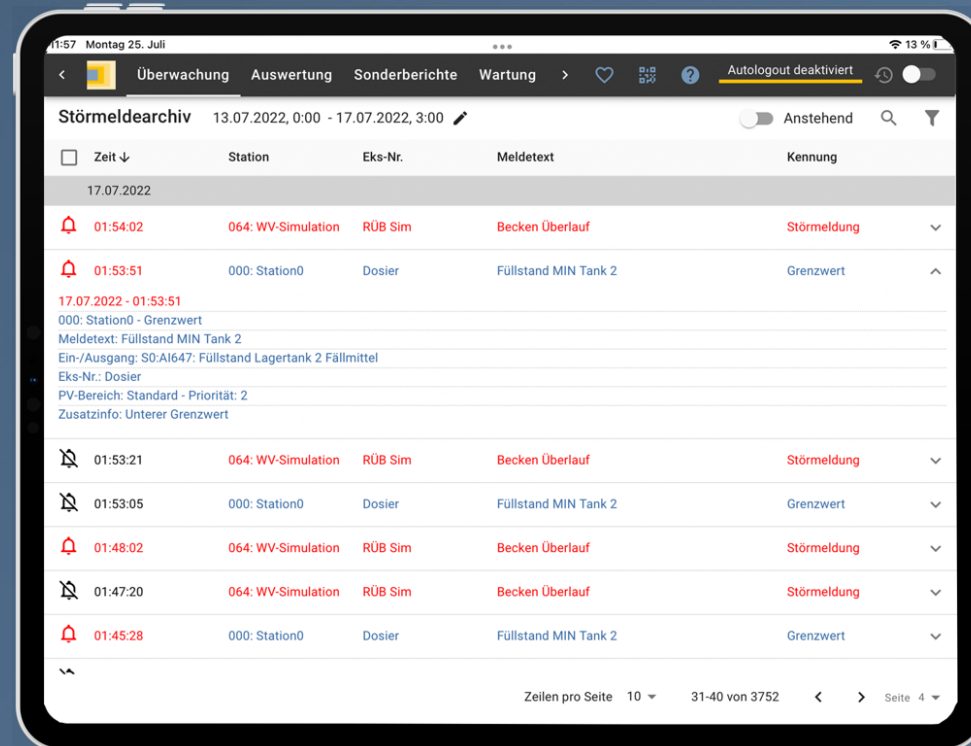 11:57 Montag 25. Juli 13 %
Überwachung Auswertung Sonderberichte Wartung Autologout deaktiviert
Störmeldearchiv 13.07.2022, 0:00 - 17.07.2022, 3:00 Anstehend
Zeit Station Eks-Nr. Meldetext Kennung
17.07.2022
01:54:02 064: WV-Simulation RÜB Sim Becken Überlauf Störmeldung
01:53:51 000: Station0 Dosier Füllstand MIN Tank 2 Grenzwert
17.07.2022 - 01:53:51
000: Station0 - Grenzwert
Meldetext: Füllstand MIN Tank 2
Ein-/Ausgang: S0:AI647: Füllstand Lagertank 2 Fällmittel
Eks-Nr.: Dosier
PV-Bereich: Standard - Priorität: 2
Zusatzinfo: Unterer Grenzwert
01:53:21 064: WV-Simulation RÜB Sim Becken Überlauf Störmeldung
01:53:05 000: Station0 Dosier Füllstand MIN Tank 2 Grenzwert
01:48:02 064: WV-Simulation RÜB Sim Becken Überlauf Störmeldung
01:47:20 064: WV-Simulation RÜB Sim Becken Überlauf Störmeldung
01:45:28 000: Station0 Dosier Füllstand MIN Tank 2 Grenzwert
Zeilen pro Seite 10 31-40 von 3752 Seite 4